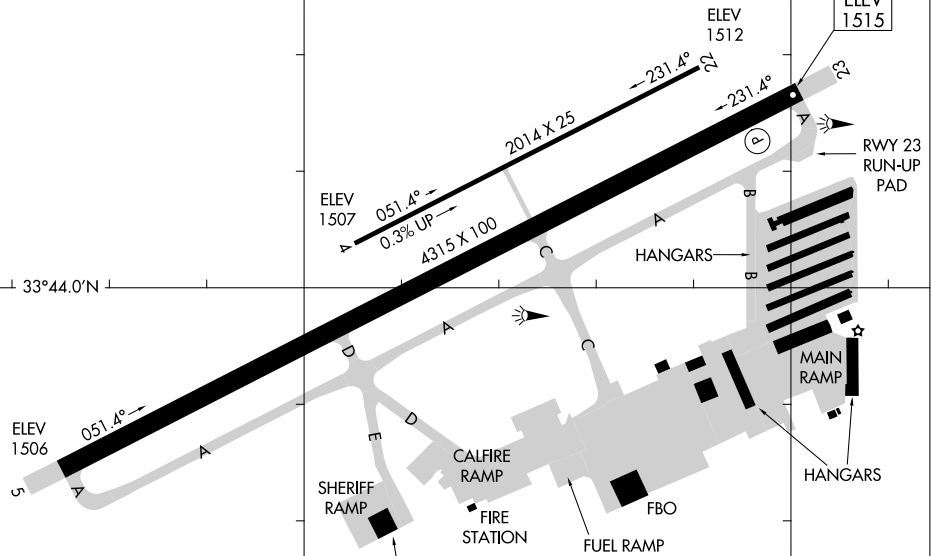 ELEV
1515
ELEV
1512
22
23
231.4°
231.4°
2014 X 25
A
P
RWY 23
RUN-UP
PAD
ELEV
1507
051.4°
0.3% UP
4
4315 X 100
B
A
C
HANGARS
B
33°44.0'N
A
C
D
MAIN
RAMP
051.4°
D
ELEV
1506
E
A
CALFIRE
RAMP
HANGARS
5
A
SHERIFF
RAMP
FBO
FIRE
STATION
FUEL RAMP